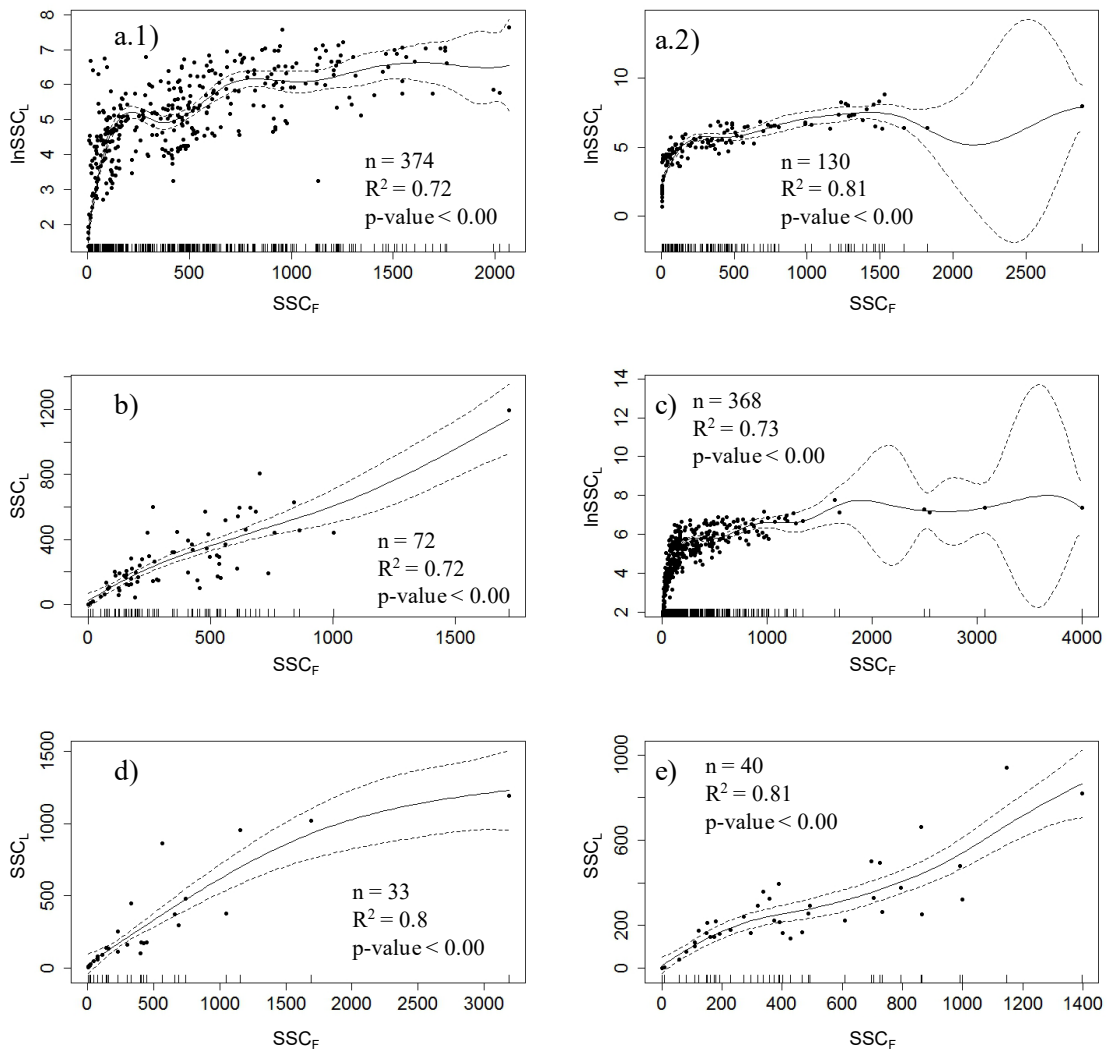 a.1)
lnSSC_L
8
7
6
5
4
3
2
n = 374
R² = 0.72
p-value < 0.00
0 500 1000 1500 2000
SSC_F
a.2)
lnSSC_L
10
5
0
n = 130
R² = 0.81
p-value < 0.00
0 500 1000 1500 2500
SSC_F
b)
SSC_L
1200
800
400
0
n = 72
R² = 0.72
p-value < 0.00
0 500 1000 1500
SSC_F
c)
lnSSC_L
14
12
10
8
6
4
2
n = 368
R² = 0.73
p-value < 0.00
0 1000 2000 3000 4000
SSC_F
d)
SSC_L
1500
1000
500
0
n = 33
R² = 0.8
p-value < 0.00
0 500 1000 1500 2000 2500 3000
SSC_F
e)
SSC_L
1000
600
400
200
0
n = 40
R² = 0.81
p-value < 0.00
0 200 400 600 800 1000 1200 1400
SSC_F